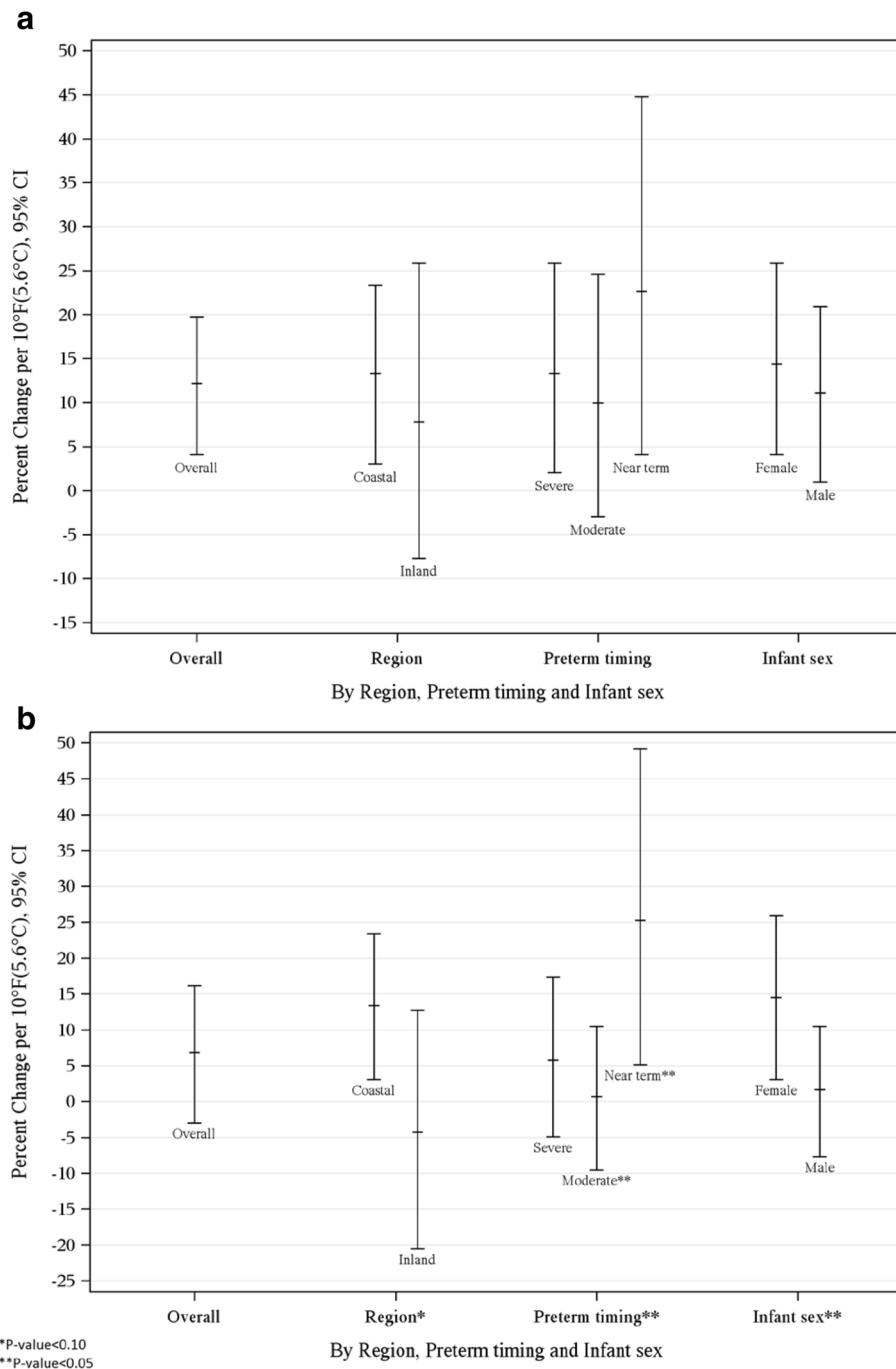 a
50
45
40
35
30
25
20
15
10
5
0
-5
-10
-15
Percent Change per 10°F(5.6°C), 95% CI
Overall
Coastal
Inland
Severe
Moderate
Near term
Female
Male
Overall Region Preterm timing Infant sex
By Region, Preterm timing and Infant sex
b
50
45
40
35
30
25
20
15
10
5
0
-5
-10
-15
-20
-25
Percent Change per 10°F(5.6°C), 95% CI
Overall
Coastal
Inland
Severe
Moderate**
Near term**
Female
Male
Overall Region* Preterm timing** Infant sex**
By Region, Preterm timing and Infant sex
*P-value<0.10
**P-value<0.05